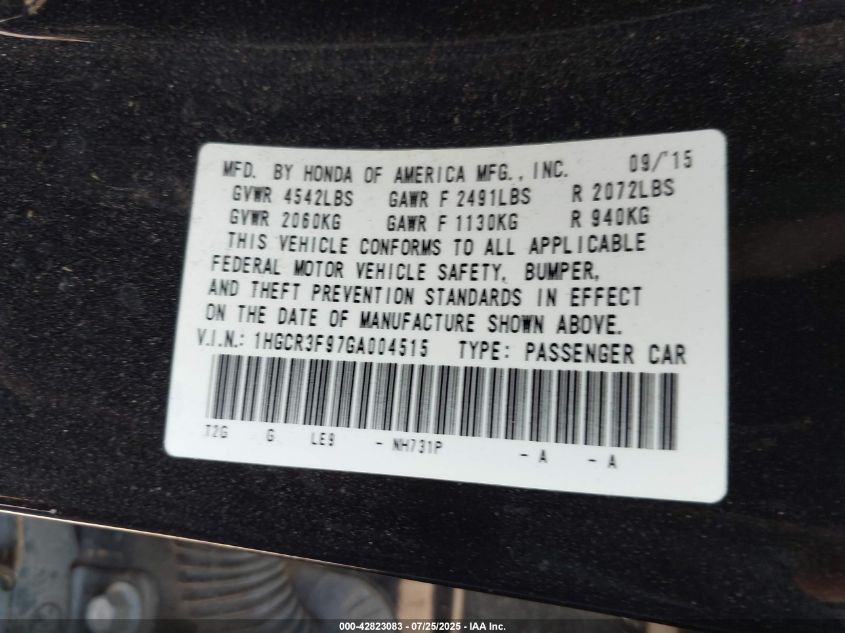 MFD. BY HONDA OF AMERICA MFG., INC. 09/15
GVWR 4542LBS GAWR F 2491LBS R 2072LBS
GVWR 2060KG GAWR F 1130KG R 940KG
THIS VEHICLE CONFORMS TO ALL APPLICABLE
FEDERAL MOTOR VEHICLE SAFETY, BUMPER,
AND THEFT PREVENTION STANDARDS IN EFFECT
ON THE DATE OF MANUFACTURE SHOWN ABOVE.
V.I.N.: 1HGCR3F97GA004515 TYPE: PASSENGER CAR
T2G G LE9 - NH731P - A - A
000-42823083 - 07/25/2025 - IAA Inc.